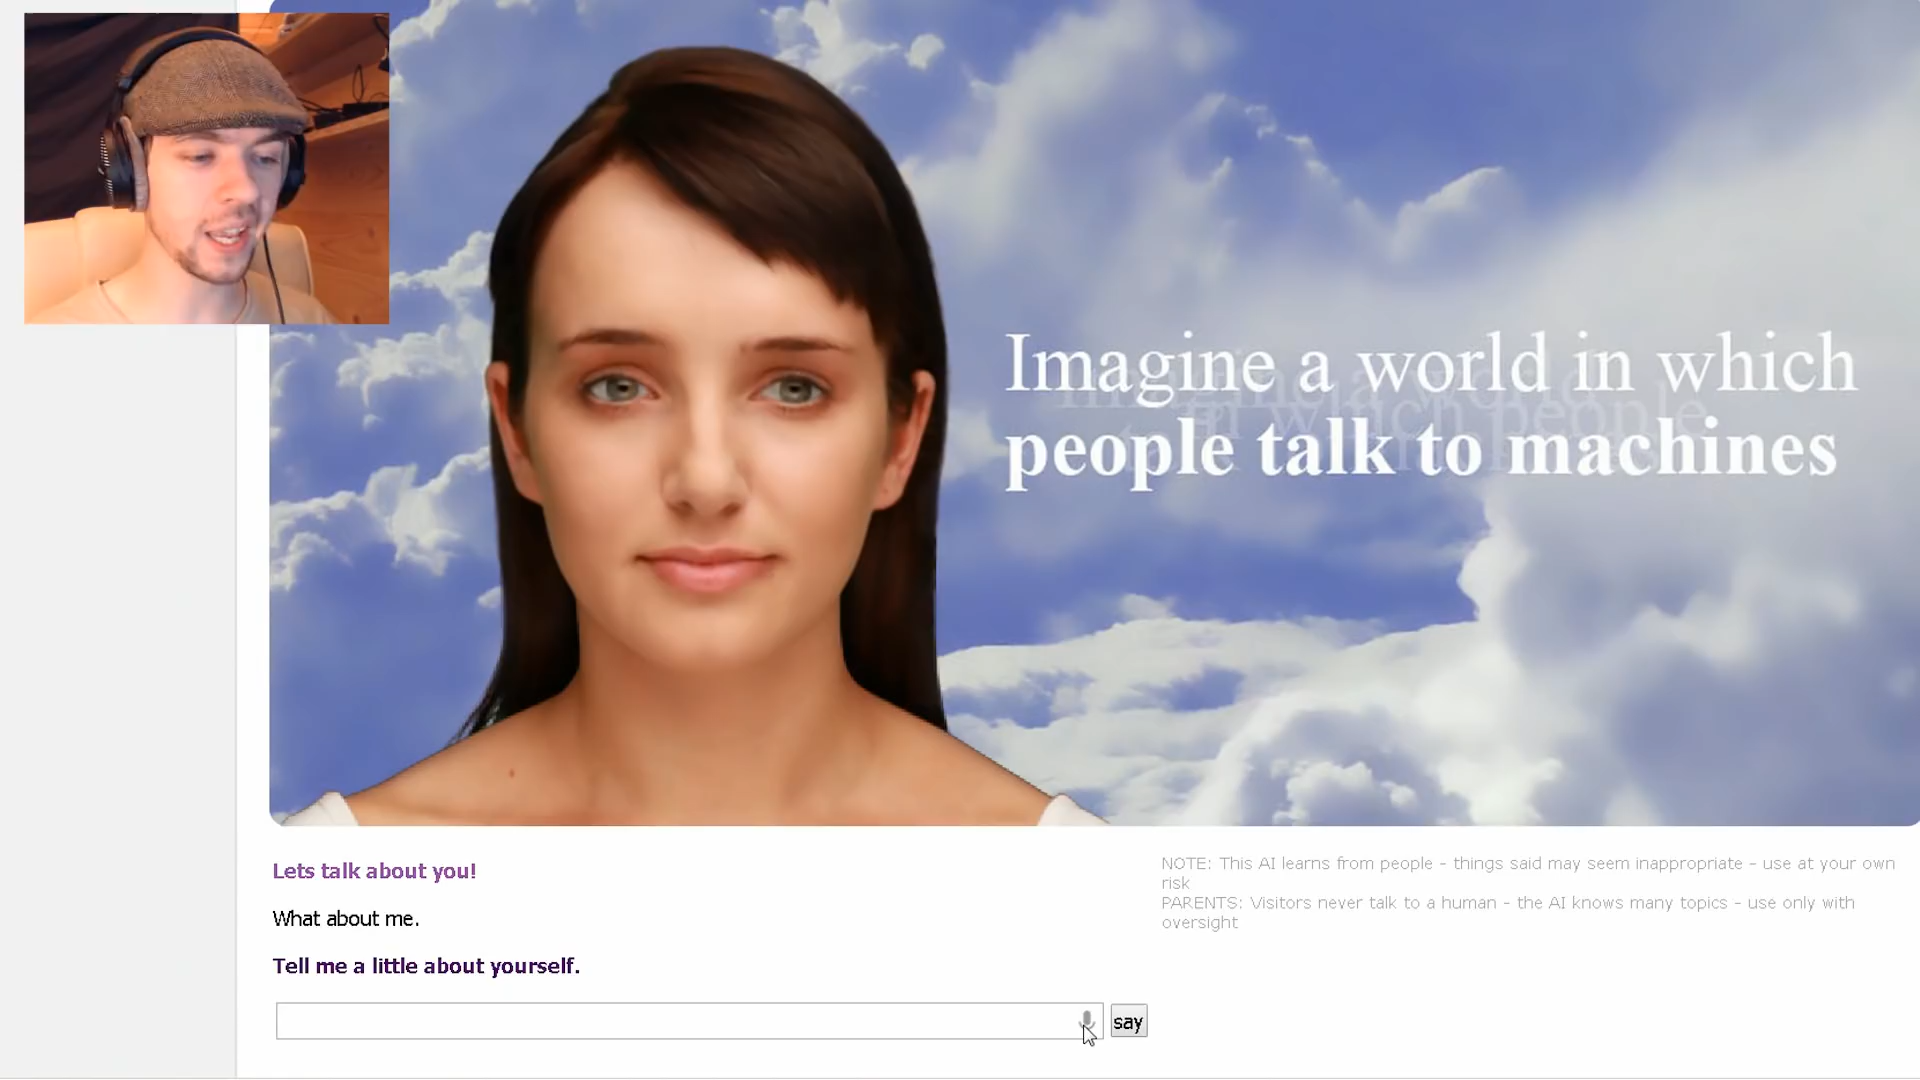 Imagine a world in which
people talk to machines
Lets talk about you!
What about me.
Tell me a little about yourself.
say
NOTE: This AI learns from people - things said may seem inappropriate - use at your own
risk
PARENTS: Visitors never talk to a human - the AI knows many topics - use only with
oversight